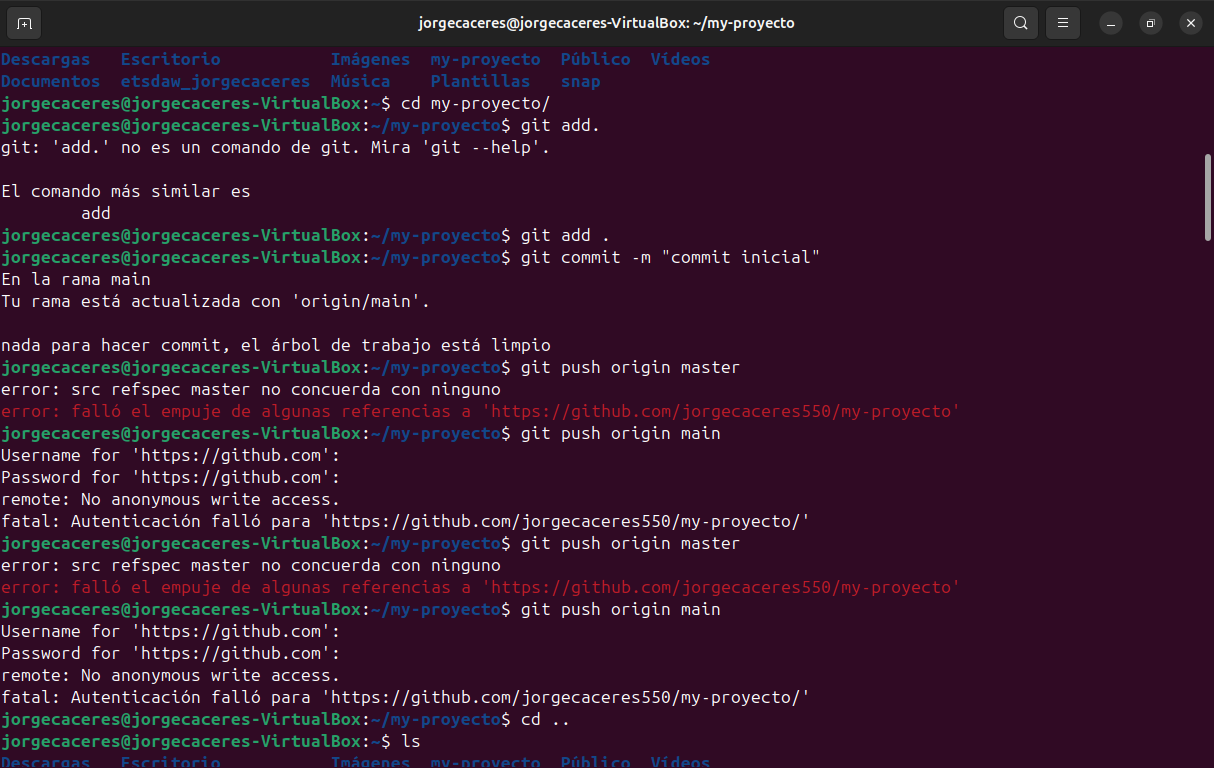 jorgecaceres@jorgecaceres-VirtualBox: ~/my-proyecto
Descargas Escritorio Imágenes my-proyecto Público Vídeos
Documentos etsdaw_jorgecaceres Música Plantillas snap
jorgecaceres@jorgecaceres-VirtualBox:~$ cd my-proyecto/
jorgecaceres@jorgecaceres-VirtualBox:~/my-proyecto$ git add.
git: 'add.' no es un comando de git. Mira 'git --help'.
El comando más similar es
add
jorgecaceres@jorgecaceres-VirtualBox:~/my-proyecto$ git add .
jorgecaceres@jorgecaceres-VirtualBox:~/my-proyecto$ git commit -m "commit inicial"
En la rama main
Tu rama está actualizada con 'origin/main'.
nada para hacer commit, el árbol de trabajo está limpio
jorgecaceres@jorgecaceres-VirtualBox:~/my-proyecto$ git push origin master
error: src refspec master no concuerda con ninguno
error: falló el empuje de algunas referencias a 'https://github.com/jorgecaceres550/my-proyecto'
jorgecaceres@jorgecaceres-VirtualBox:~/my-proyecto$ git push origin main
Username for 'https://github.com':
Password for 'https://github.com':
remote: No anonymous write access.
fatal: Autenticación falló para 'https://github.com/jorgecaceres550/my-proyecto/'
jorgecaceres@jorgecaceres-VirtualBox:~/my-proyecto$ git push origin master
error: src refspec master no concuerda con ninguno
error: falló el empuje de algunas referencias a 'https://github.com/jorgecaceres550/my-proyecto'
jorgecaceres@jorgecaceres-VirtualBox:~/my-proyecto$ git push origin main
Username for 'https://github.com':
Password for 'https://github.com':
remote: No anonymous write access.
fatal: Autenticación falló para 'https://github.com/jorgecaceres550/my-proyecto/'
jorgecaceres@jorgecaceres-VirtualBox:~/my-proyecto$ cd ..
jorgecaceres@jorgecaceres-VirtualBox:~$ ls
Descargas Escritorio Imágenes my-proyecto Público Vídeos